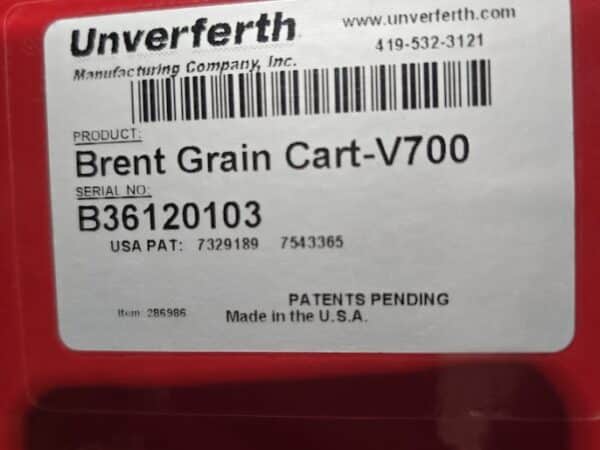 Unverferth
www.unverferth.com
Manufacturing Company, Inc.
419-532-3121
PRODUCT:
Brent Grain Cart-V700
SERIAL NO:
B36120103
USA PAT: 7329189 7543365
PATENTS PENDING
Item: 286986 Made in the U.S.A.